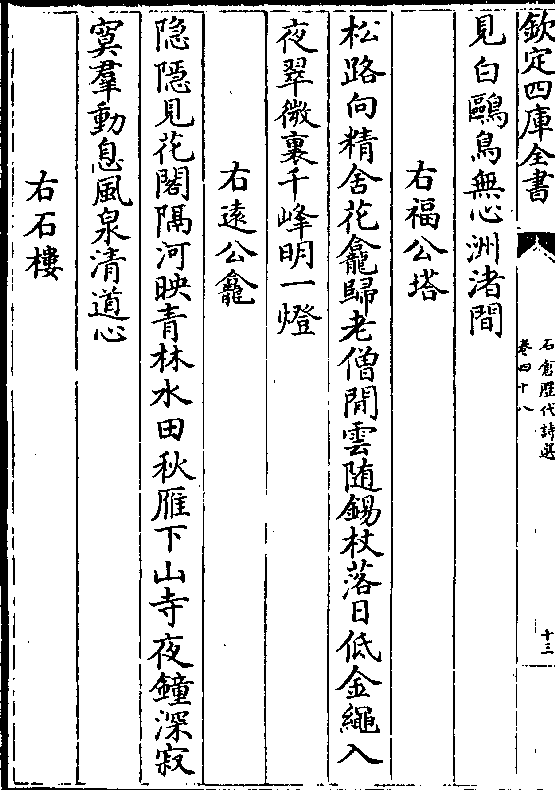 欽定四庫全書
石倉歷代詩選
卷四十八
十三
見白鷗鳥無心洲渚間
右福公塔
松路向精舍花龕歸老僧閒雲随錫杖落日低金繩入
夜翠微裏千峰明一燈
右遠公龕
隐隱見花閣隔河映青林水田秋雁下山寺夜鐘深寂
寞羣動息風泉清道心
右石樓